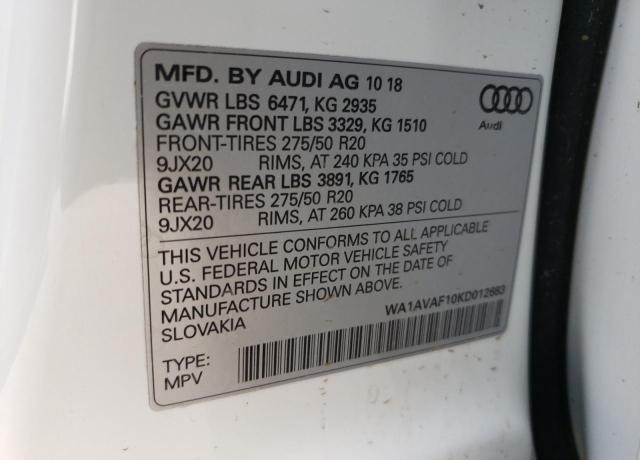 MFD. BY AUDI AG 10 18
GVWR LBS 6471, KG 2935
GAWR FRONT LBS 3329, KG 1510
FRONT-TIRES 275/50 R20
9JX20 RIMS, AT 240 KPA 35 PSI COLD
GAWR REAR LBS 3891, KG 1765
REAR-TIRES 275/50 R20
9JX20 RIMS, AT 260 KPA 38 PSI COLD
Audi
THIS VEHICLE CONFORMS TO ALL APPLICABLE
U.S. FEDERAL MOTOR VEHICLE SAFETY
STANDARDS IN EFFECT ON THE DATE OF
MANUFACTURE SHOWN ABOVE.
SLOVAKIA
WA1AVAF10KD012683
TYPE:
MPV